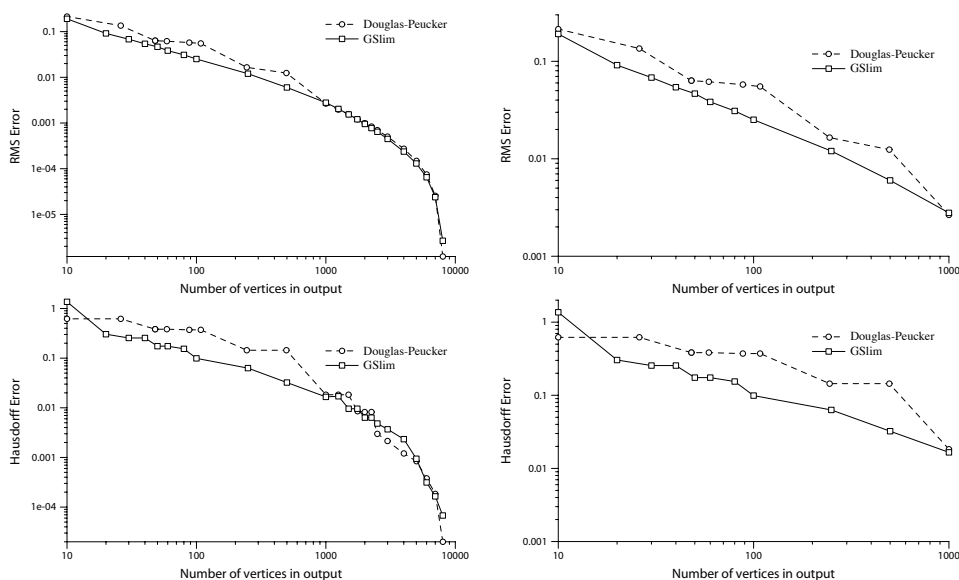 0.1
0.01
0.001
1e-04
1e-05
RMS Error
10
100
1000
10000
Number of vertices in output
Douglas-Peucker
GSlim
0.1
0.01
0.001
RMS Error
10
100
1000
Number of vertices in output
Douglas-Peucker
GSlim
1
0.1
0.01
0.001
1e-04
Hausdorff Error
10
100
1000
10000
Number of vertices in output
Douglas-Peucker
GSlim
1
0.1
0.01
0.001
Hausdorff Error
10
100
1000
Number of vertices in output
Douglas-Peucker
GSlim